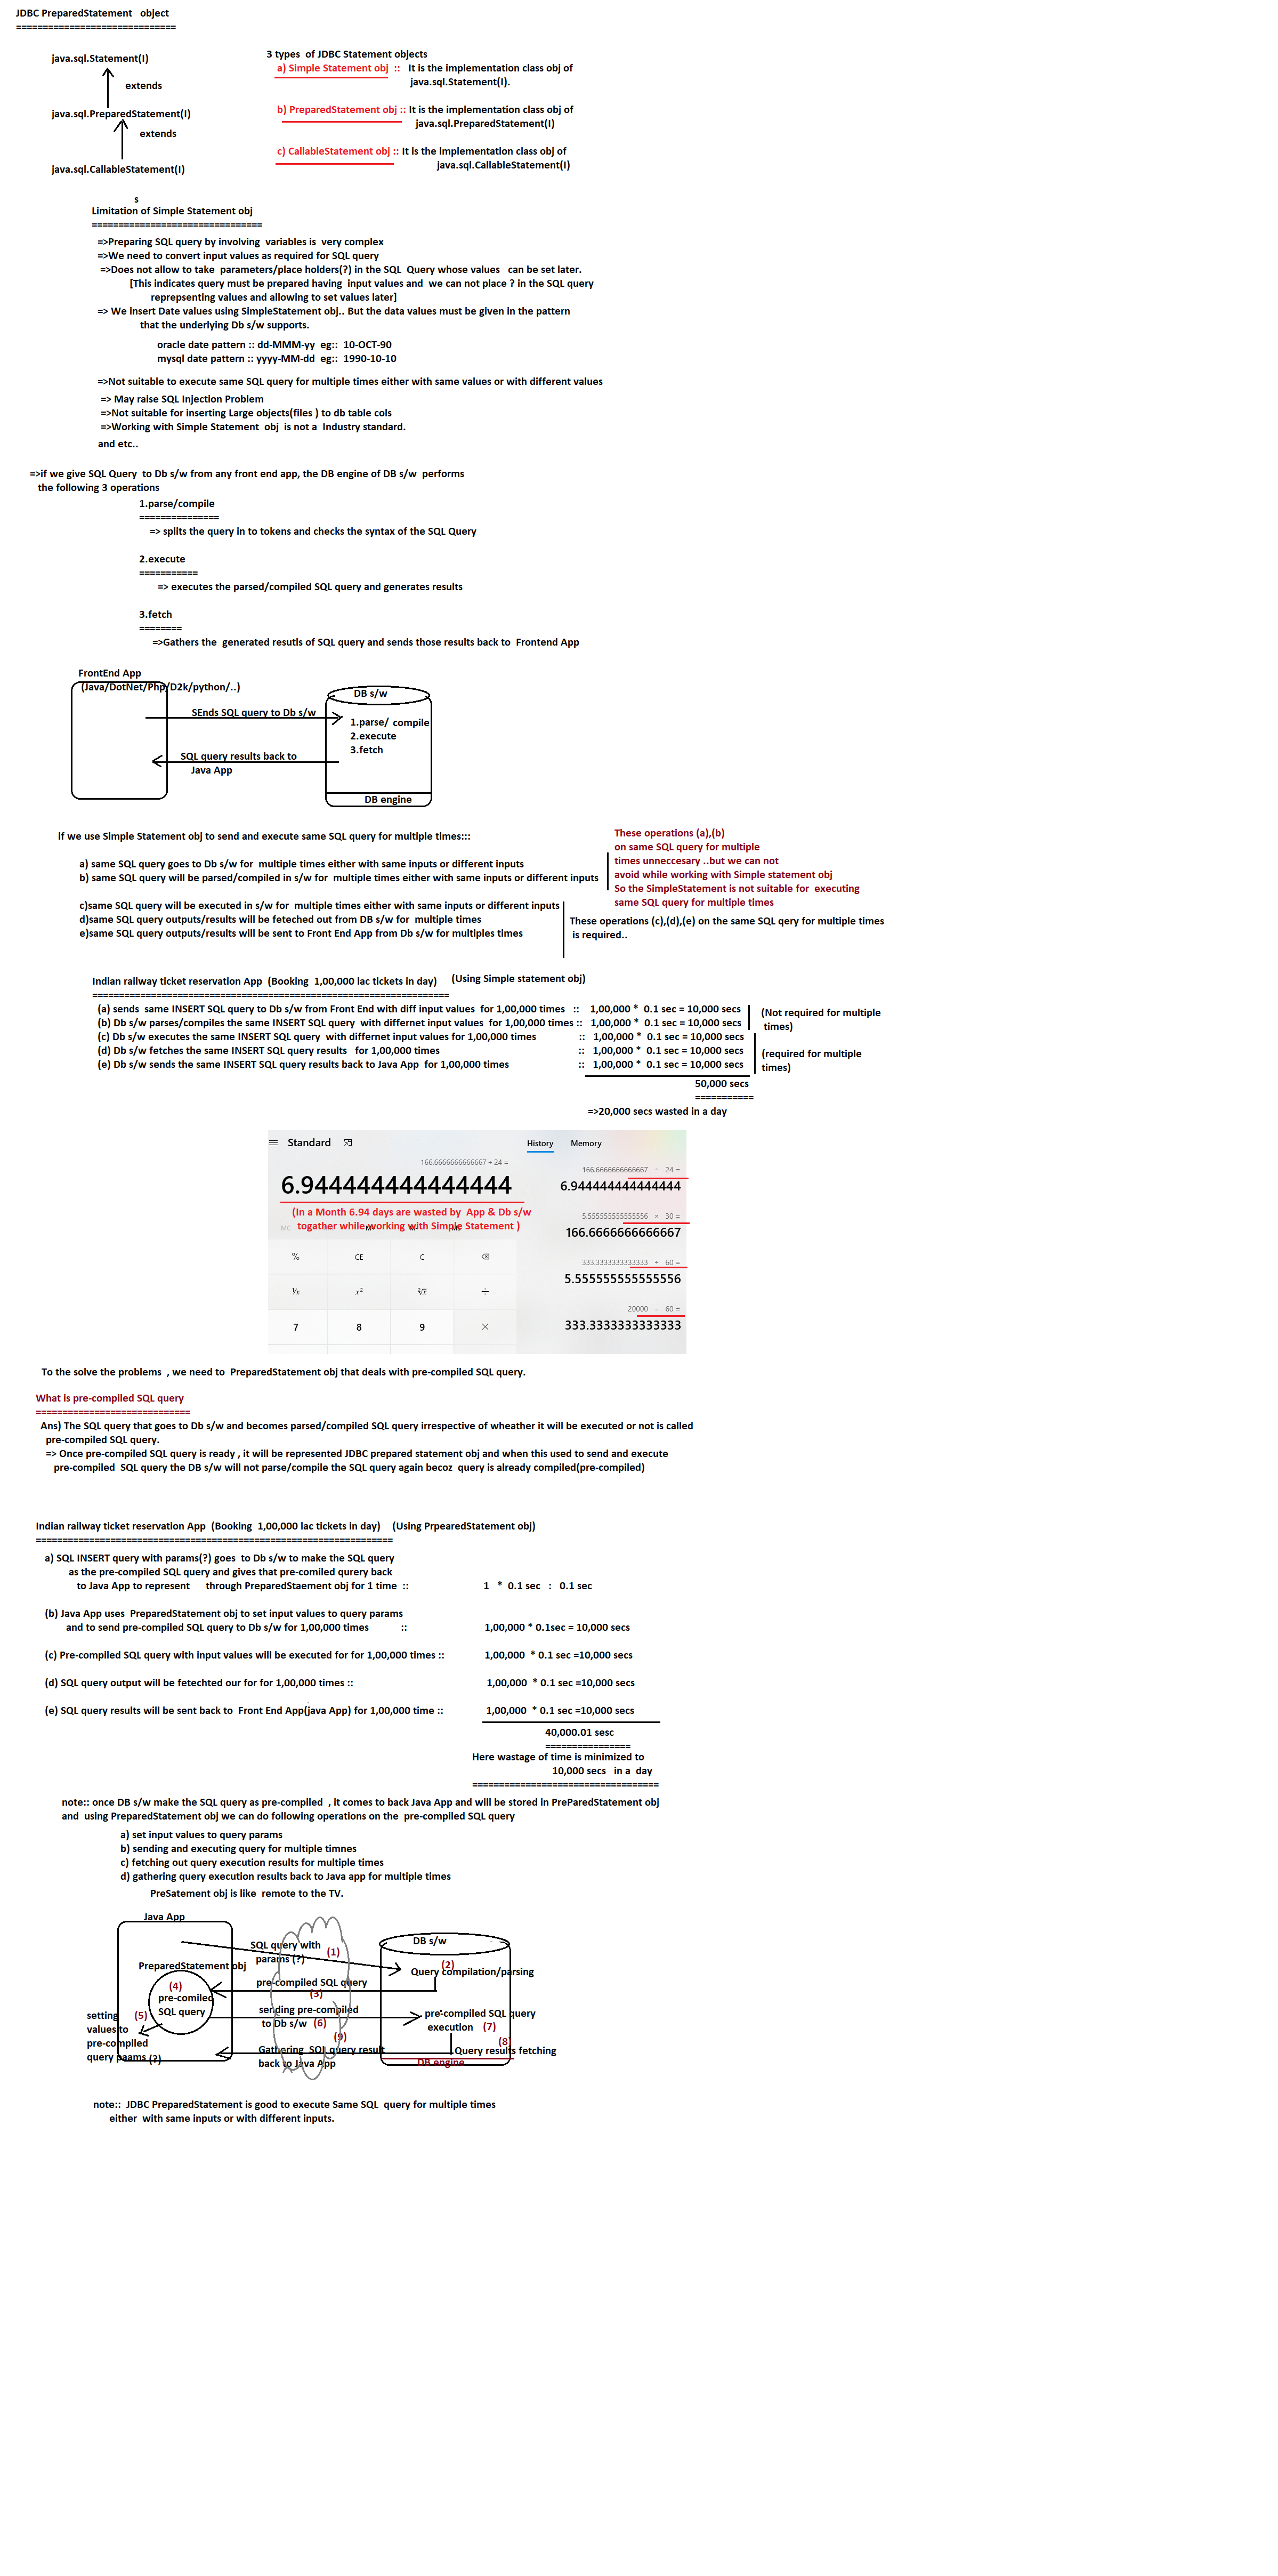 JDBC PreparedStatement object
==============================
java.sql.Statement(I)
extends
java.sql.PreparedStatement(I)
extends
java.sql.CallableStatement(I)
3 types of JDBC Statement objects
a) Simple Statement obj :: It is the implementation class obj of
java.sql.Statement(I).
b) PreparedStatement obj :: It is the implementation class obj of
java.sql.PreparedStatement(I)
c) CallableStatement obj :: It is the implementation class obj of
java.sql.CallableStatement(I)
s
Limitation of Simple Statement obj
================================
=>Preparing SQL query by involving variables is very complex
=>We need to convert input values as required for SQL query
=>Does not allow to take parameters/place holders(?) in the SQL Query whose values can be set later.
[This indicates query must be prepared having input values and we can not place ? in the SQL query
reprepsenting values and allowing to set values later]
=> We insert Date values using SimpleStatement obj.. But the data values must be given in the pattern
that the underlying Db s/w supports.
oracle date pattern :: dd-MMM-yy eg:: 10-OCT-90
mysql date pattern :: yyyy-MM-dd eg:: 1990-10-10
=>Not suitable to execute same SQL query for multiple times either with same values or with different values
=> May raise SQL Injection Problem
=>Not suitable for inserting Large objects(files ) to db table cols
=>Working with Simple Statement obj is not a Industry standard.
and etc..
=>if we give SQL Query to Db s/w from any front end app, the DB engine of DB s/w performs
the following 3 operations
1.parse/compile
===============
=> splits the query in to tokens and checks the syntax of the SQL Query
2.execute
===========
=> executes the parsed/compiled SQL query and generates results
3.fetch
========
=>Gathers the generated resutls of SQL query and sends those results back to Frontend App
FrontEnd App
(Java/DotNet/Php/D2k/python/..)
SEnds SQL query to Db s/w
SQL query results back to
Java App
DB s/w
1.parse/ compile
2.execute
3.fetch
DB engine
if we use Simple Statement obj to send and execute same SQL query for multiple times:::
a) same SQL query goes to Db s/w for multiple times either with same inputs or different inputs
b) same SQL query will be parsed/compiled in s/w for multiple times either with same inputs or different inputs
These operations (a),(b)
on same SQL query for multiple
times unneccesary ..but we can not
avoid while working with Simple statement obj
So the SimpleStatement is not suitable for executing
same SQL query for multiple times
c)same SQL query will be executed in s/w for multiple times either with same inputs or different inputs
d)same SQL query outputs/results will be feteched out from DB s/w for multiple times
e)same SQL query outputs/results will be sent to Front End App from Db s/w for multiples times
These operations (c),(d),(e) on the same SQL qery for multiple times
is required..
Indian railway ticket reservation App (Booking 1,00,000 lac tickets in day) (Using Simple statement obj)
===================================================================
(a) sends same INSERT SQL query to Db s/w from Front End with diff input values for 1,00,000 times :: 1,00,000 * 0.1 sec = 10,000 secs
(b) Db s/w parses/compiles the same INSERT SQL query with differnet input values for 1,00,000 times :: 1,00,000 * 0.1 sec = 10,000 secs
(c) Db s/w executes the same INSERT SQL query with differnet input values for 1,00,000 times :: 1,00,000 * 0.1 sec = 10,000 secs
(d) Db s/w fetches the same INSERT SQL query results for 1,00,000 times :: 1,00,000 * 0.1 sec = 10,000 secs
(e) Db s/w sends the same INSERT SQL query results back to Java App for 1,00,000 times :: 1,00,000 * 0.1 sec = 10,000 secs
(Not required for multiple
times)
(required for multiple
times)
50,000 secs
===========
=>20,000 secs wasted in a day
Standard
166.6666666666667 ÷ 24 =
6.944444444444444
(In a Month 6.94 days are wasted by App & Db s/w
togather while working with Simple Statement )
MC
%
CE
C
⌫
¹/x
x²
²√x
÷
7
8
9
×
History Memory
166.6666666666667 ÷ 24 =
6.944444444444444
5.555555555555556 × 30 =
166.6666666666667
333.3333333333333 ÷ 60 =
5.555555555555556
20000 ÷ 60 =
333.3333333333333
To the solve the problems , we need to PreparedStatement obj that deals with pre-compiled SQL query.
What is pre-compiled SQL query
=============================
Ans) The SQL query that goes to Db s/w and becomes parsed/compiled SQL query irrespective of wheather it will be executed or not is called
pre-compiled SQL query.
=> Once pre-compiled SQL query is ready , it will be represented JDBC prepared statement obj and when this used to send and execute
pre-compiled SQL query the DB s/w will not parse/compile the SQL query again becoz query is already compiled(pre-compiled)
Indian railway ticket reservation App (Booking 1,00,000 lac tickets in day) (Using PrpearedStatement obj)
===================================================================
a) SQL INSERT query with params(?) goes to Db s/w to make the SQL query
as the pre-compiled SQL query and gives that pre-comiled qurery back
to Java App to represent through PreparedStaement obj for 1 time :: 1 * 0.1 sec : 0.1 sec
(b) Java App uses PreparedStatement obj to set input values to query params
and to send pre-compiled SQL query to Db s/w for 1,00,000 times :: 1,00,000 * 0.1sec = 10,000 secs
(c) Pre-compiled SQL query with input values will be executed for for 1,00,000 times :: 1,00,000 * 0.1 sec =10,000 secs
(d) SQL query output will be fetechted our for for 1,00,000 times :: 1,00,000 * 0.1 sec =10,000 secs
(e) SQL query results will be sent back to Front End App(java App) for 1,00,000 time :: 1,00,000 * 0.1 sec =10,000 secs
40,000.01 sesc
================
Here wastage of time is minimized to
10,000 secs in a day
===================================
note:: once DB s/w make the SQL query as pre-compiled , it comes to back Java App and will be stored in PreParedStatement obj
and using PreparedStatement obj we can do following operations on the pre-compiled SQL query
a) set input values to query params
b) sending and executing query for multiple timnes
c) fetching out query execution results for multiple times
d) gathering query execution results back to Java app for multiple times
PreSatement obj is like remote to the TV.
Java App
PreparedStatement obj
(4)
pre-compiled
SQL query
setting (5)
values to
pre-compiled
query paams (?)
SQL query with
params (?) (1)
pre-compiled SQL query
(3)
sending pre-compiled
to Db s/w (6)
(9)
Gathering SQL query result
back to Java App
DB s/w
(2)
Query compilation/parsing
pre-compiled SQL query
execution (7)
(8)
Query results fetching
DB engine
note:: JDBC PreparedStatement is good to execute Same SQL query for multiple times
either with same inputs or with different inputs.